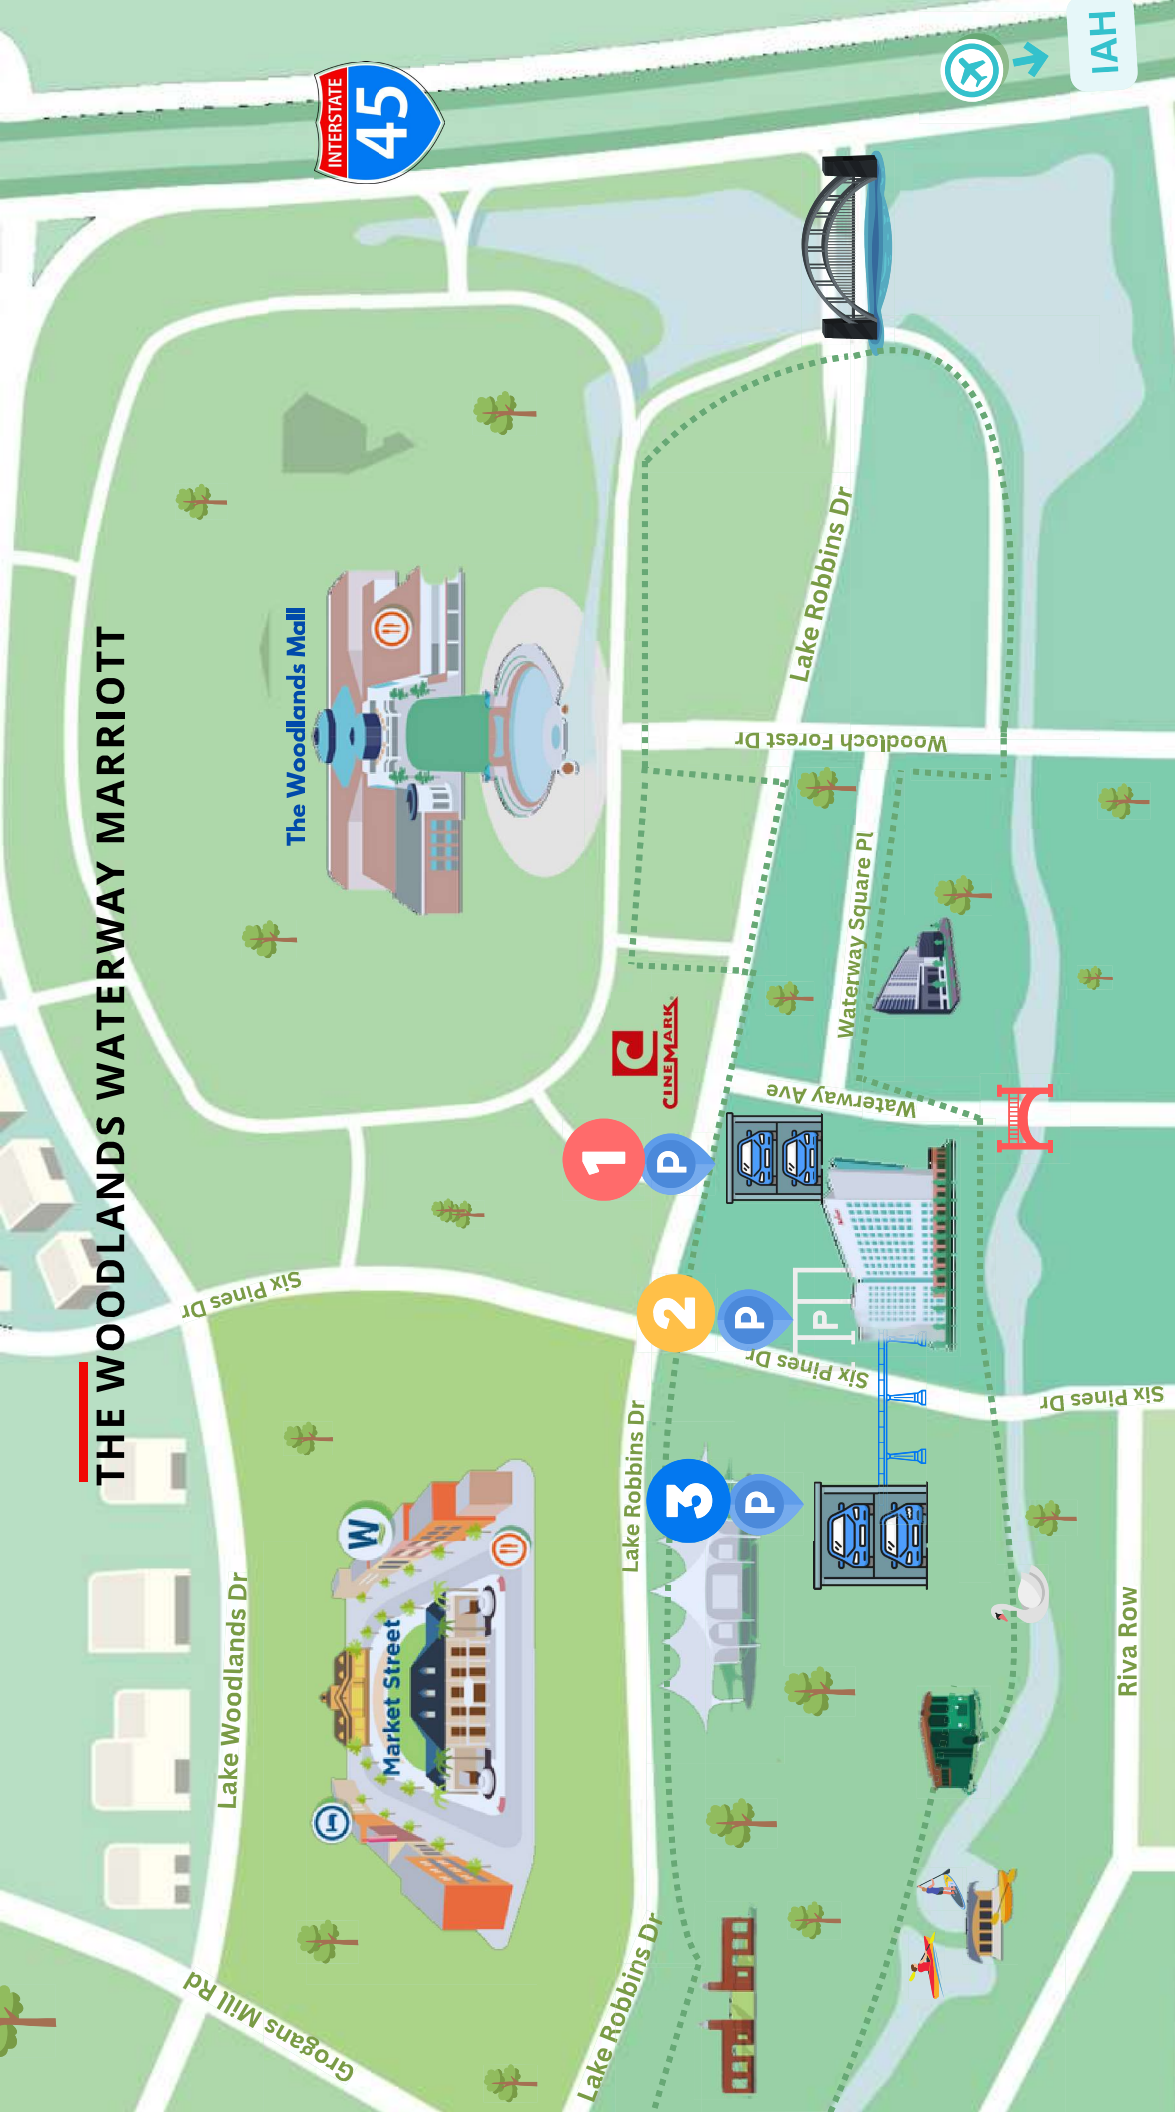 THE WOODLANDS WATERWAY MARRIOTT
INTERSTATE
45
IAH
The Woodlands Mall
Six Pines Dr
Lake Woodlands Dr
Grogans Mill Rd
W
Market Street
CINEMARK
1
P
2
P
3
P
P
Lake Robbins Dr
Lake Robbins Dr
Lake Robbins Dr
Woodloch Forest Dr
Waterway Square Pl
Waterway Ave
Six Pines Dr
Six Pines Dr
Riva Row